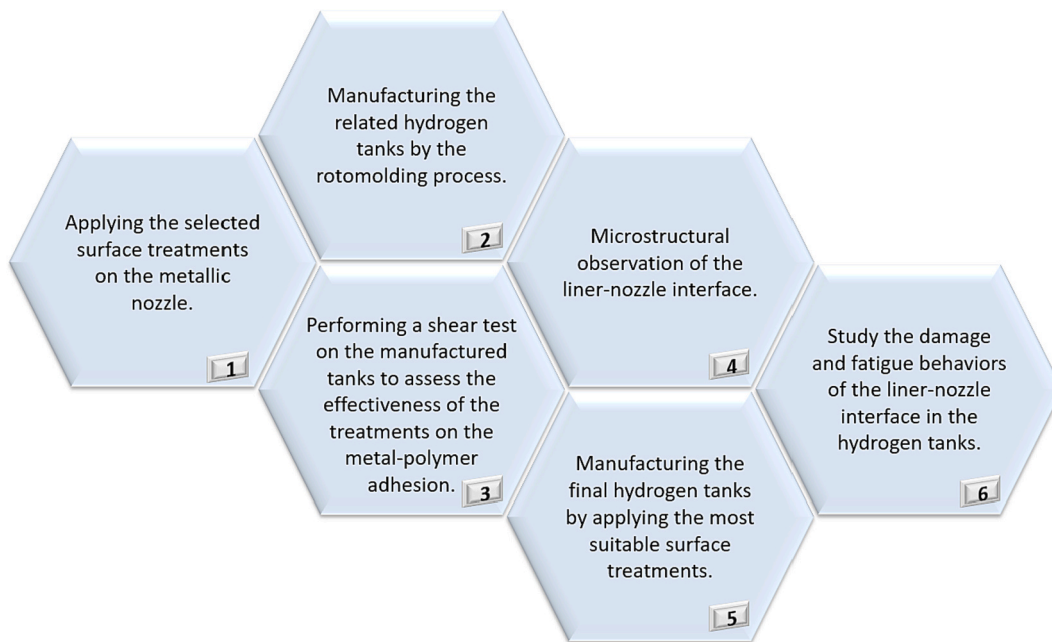 Applying the selected
surface treatments
on the metallic
nozzle.
1
Manufacturing the
related hydrogen
tanks by the
rotomolding process.
2
Performing a shear test
on the manufactured
tanks to assess the
effectiveness of the
treatments on the
metal-polymer
adhesion.
3
Microstructural
observation of the
liner-nozzle interface.
4
Manufacturing the
final hydrogen tanks
by applying the most
suitable surface
treatments.
5
Study the damage
and fatigue behaviors
of the liner-nozzle
interface in the
hydrogen tanks.
6